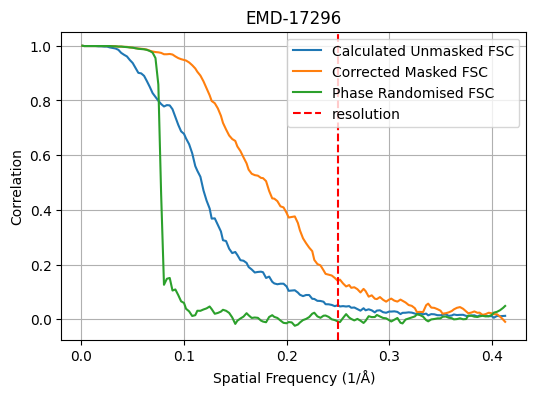 EMD-17296
Calculated Unmasked FSC
Corrected Masked FSC
Phase Randomised FSC
resolution
Correlation
1.0
0.8
0.6
0.4
0.2
0.0
0.0 0.1 0.2 0.3 0.4
Spatial Frequency (1/Å)